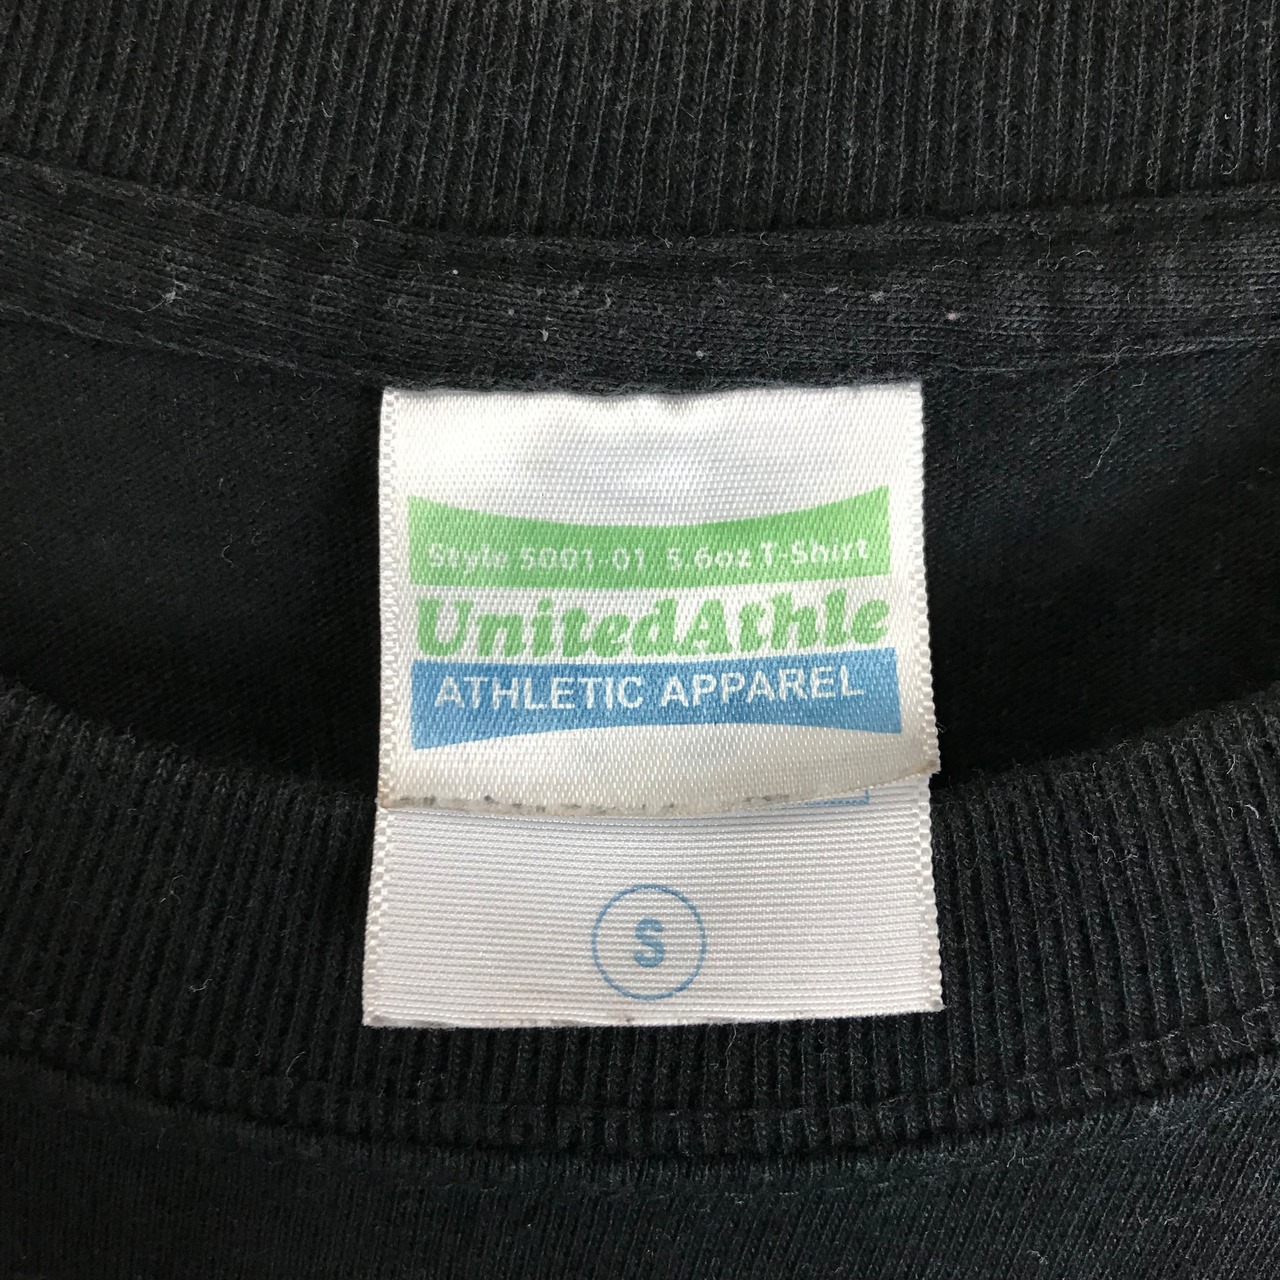 Style 5001-01 5.6oz T-Shirt
UnitedAthle
ATHLETIC APPAREL
S